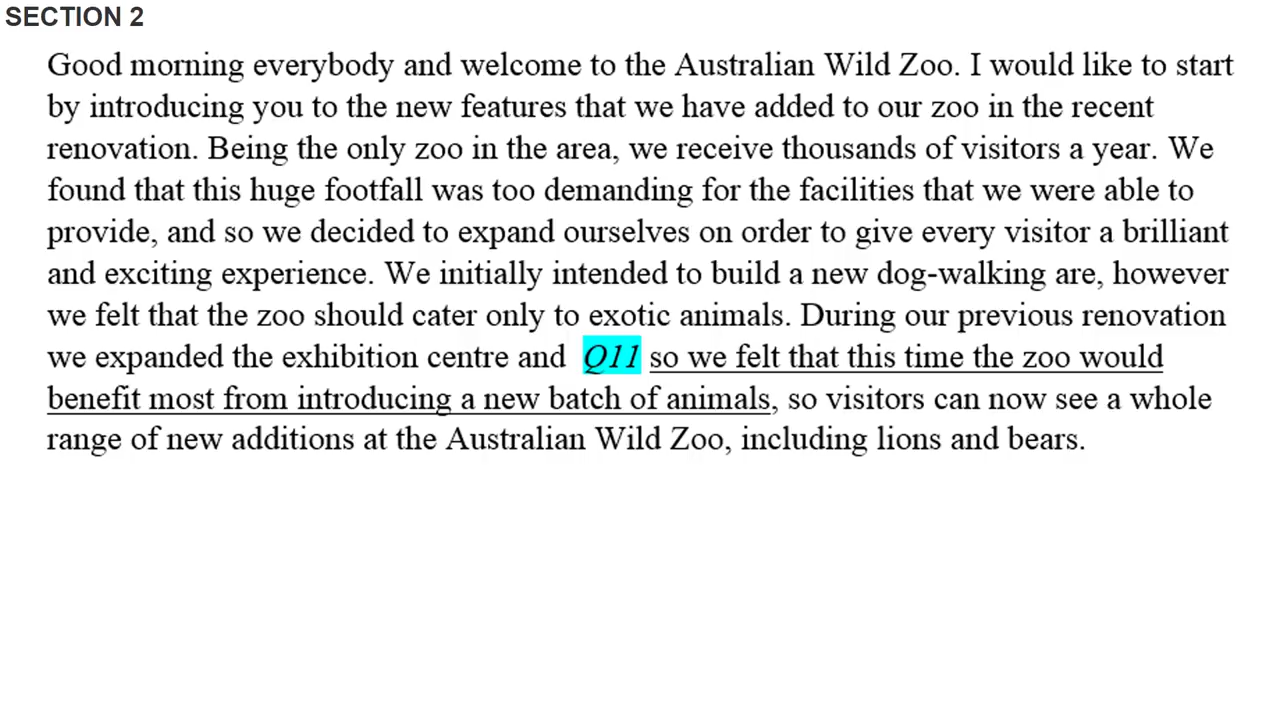 SECTION 2
Good morning everybody and welcome to the Australian Wild Zoo. I would like to start
by introducing you to the new features that we have added to our zoo in the recent
renovation. Being the only zoo in the area, we receive thousands of visitors a year. We
found that this huge footfall was too demanding for the facilities that we were able to
provide, and so we decided to expand ourselves on order to give every visitor a brilliant
and exciting experience. We initially intended to build a new dog-walking are, however
we felt that the zoo should cater only to exotic animals. During our previous renovation
we expanded the exhibition centre and Q11 so we felt that this time the zoo would
benefit most from introducing a new batch of animals, so visitors can now see a whole
range of new additions at the Australian Wild Zoo, including lions and bears.